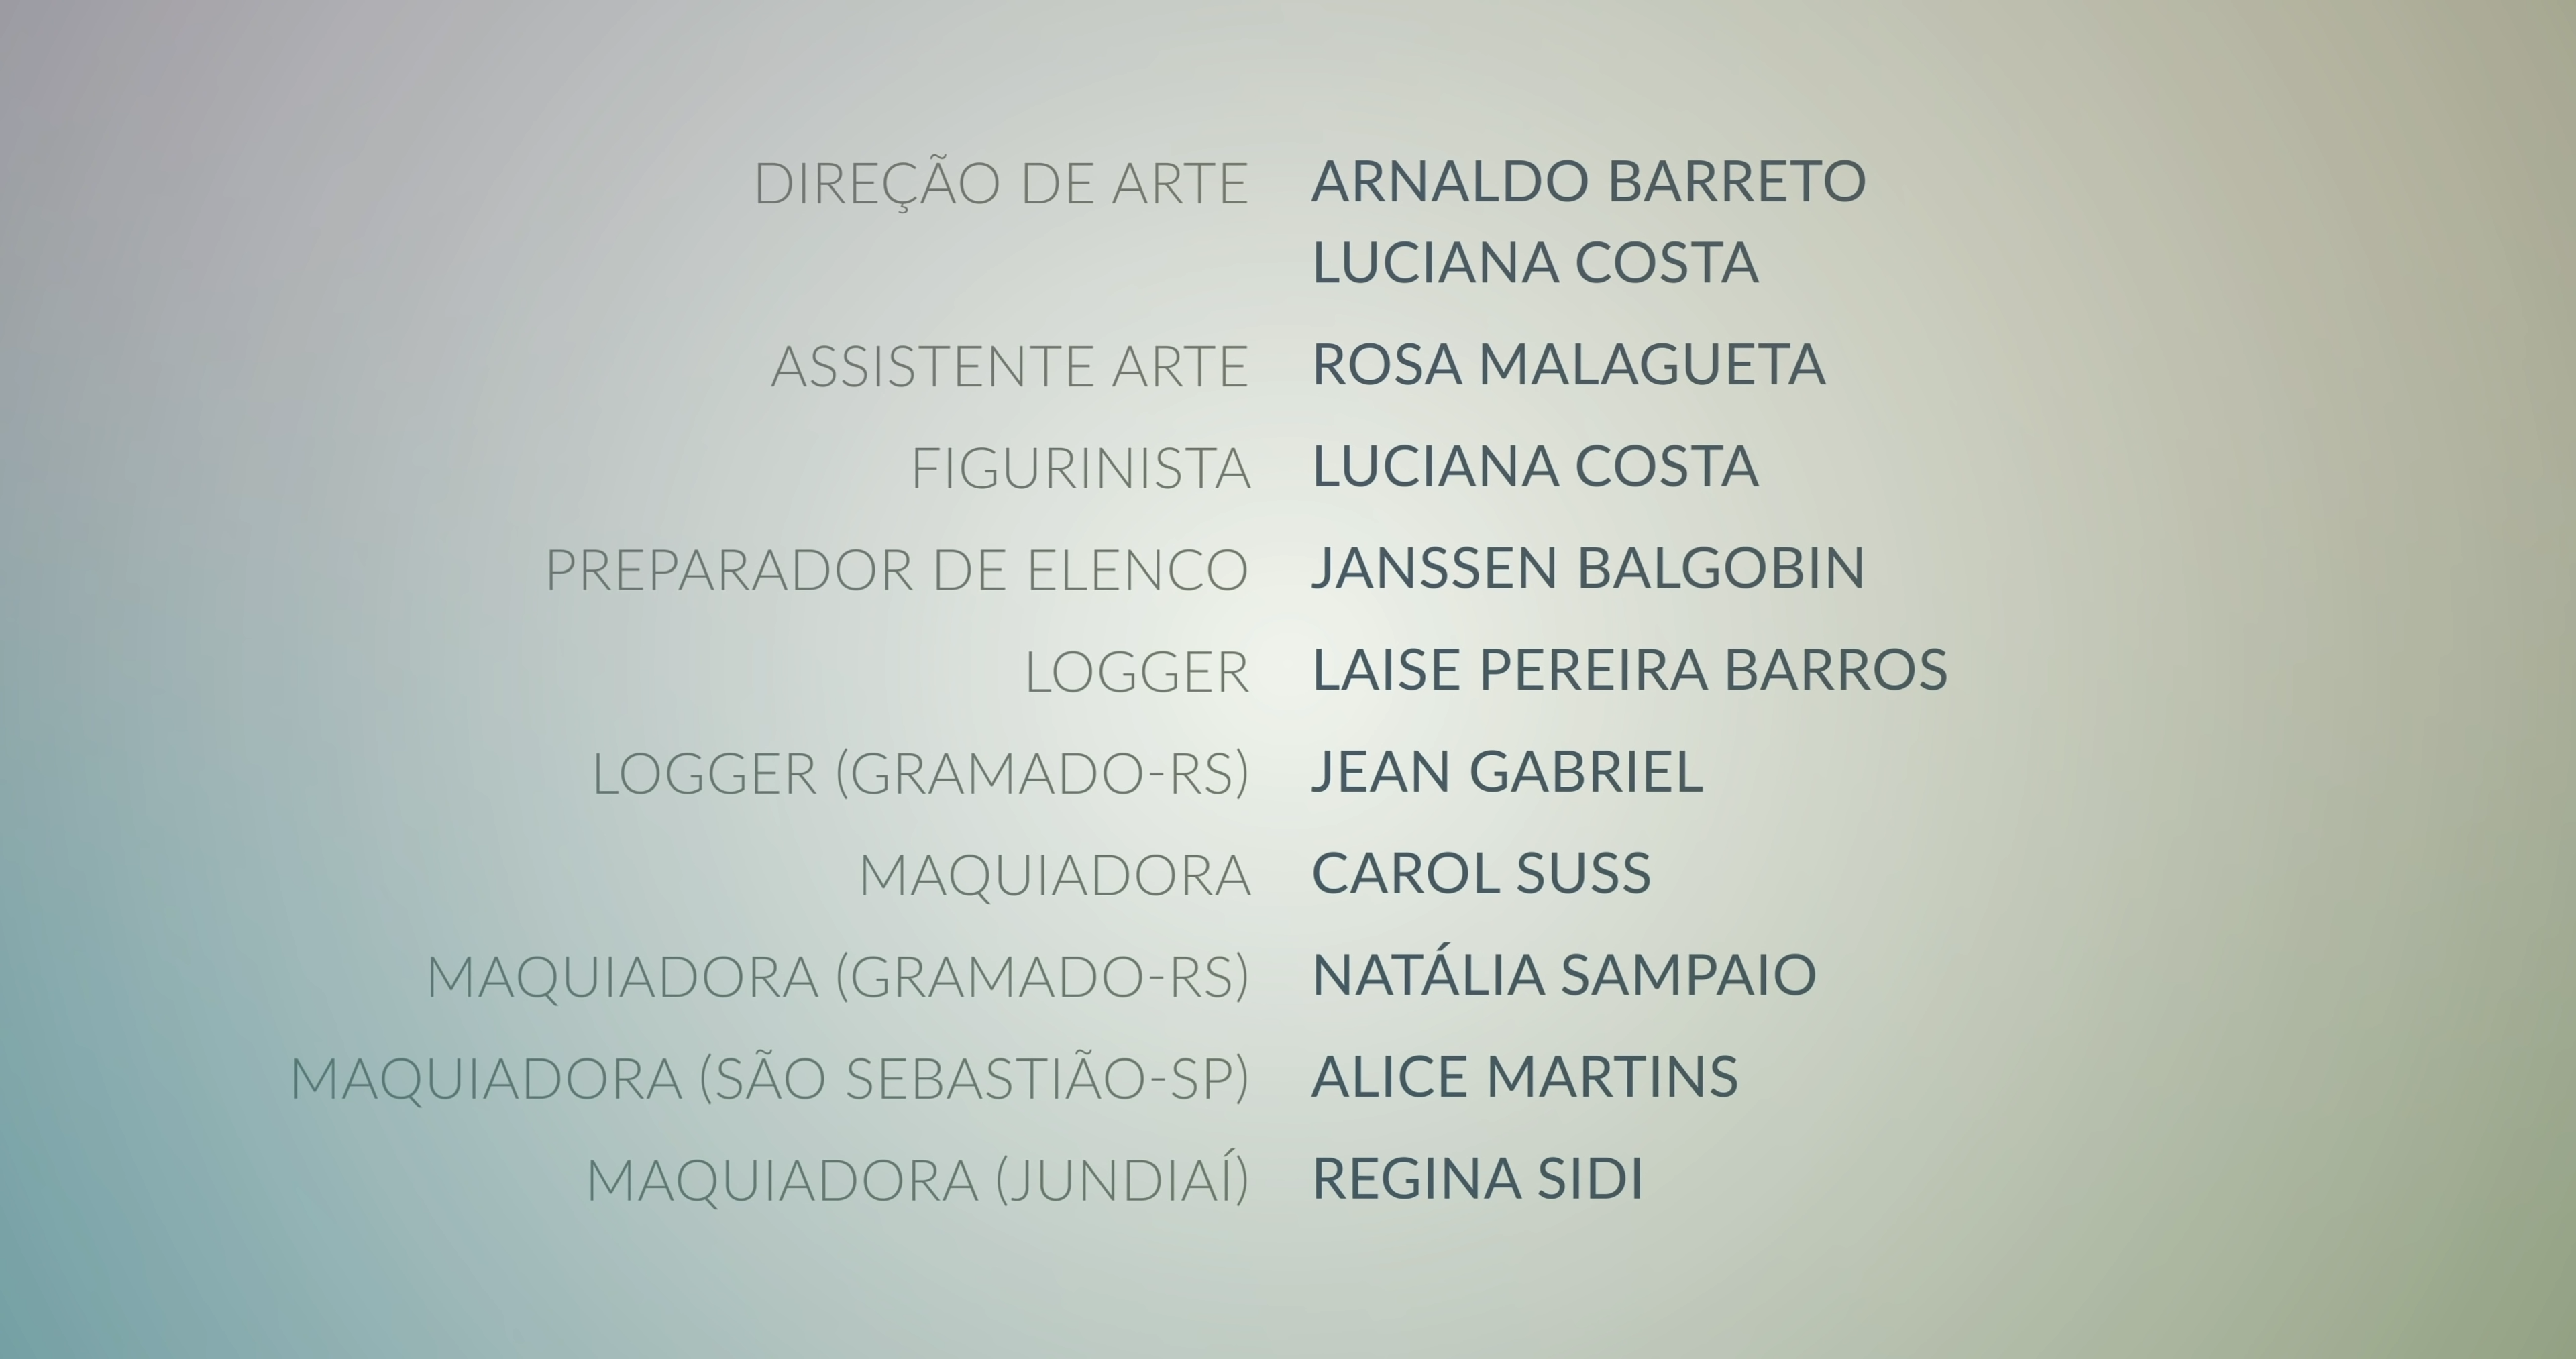 DIREÇÃO DE ARTE ARNALDO BARRETO
LUCIANA COSTA
ASSISTENTE ARTE ROSA MALAGUETA
FIGURINISTA LUCIANA COSTA
PREPARADOR DE ELENCO JANSSEN BALGOBIN
LOGGER LAISE PEREIRA BARROS
LOGGER (GRAMADO-RS) JEAN GABRIEL
MAQUIADORA CAROL SUSS
MAQUIADORA (GRAMADO-RS) NATÁLIA SAMPAIO
MAQUIADORA (SÃO SEBASTIÃO-SP) ALICE MARTINS
MAQUIADORA (JUNDIAÍ) REGINA SIDI